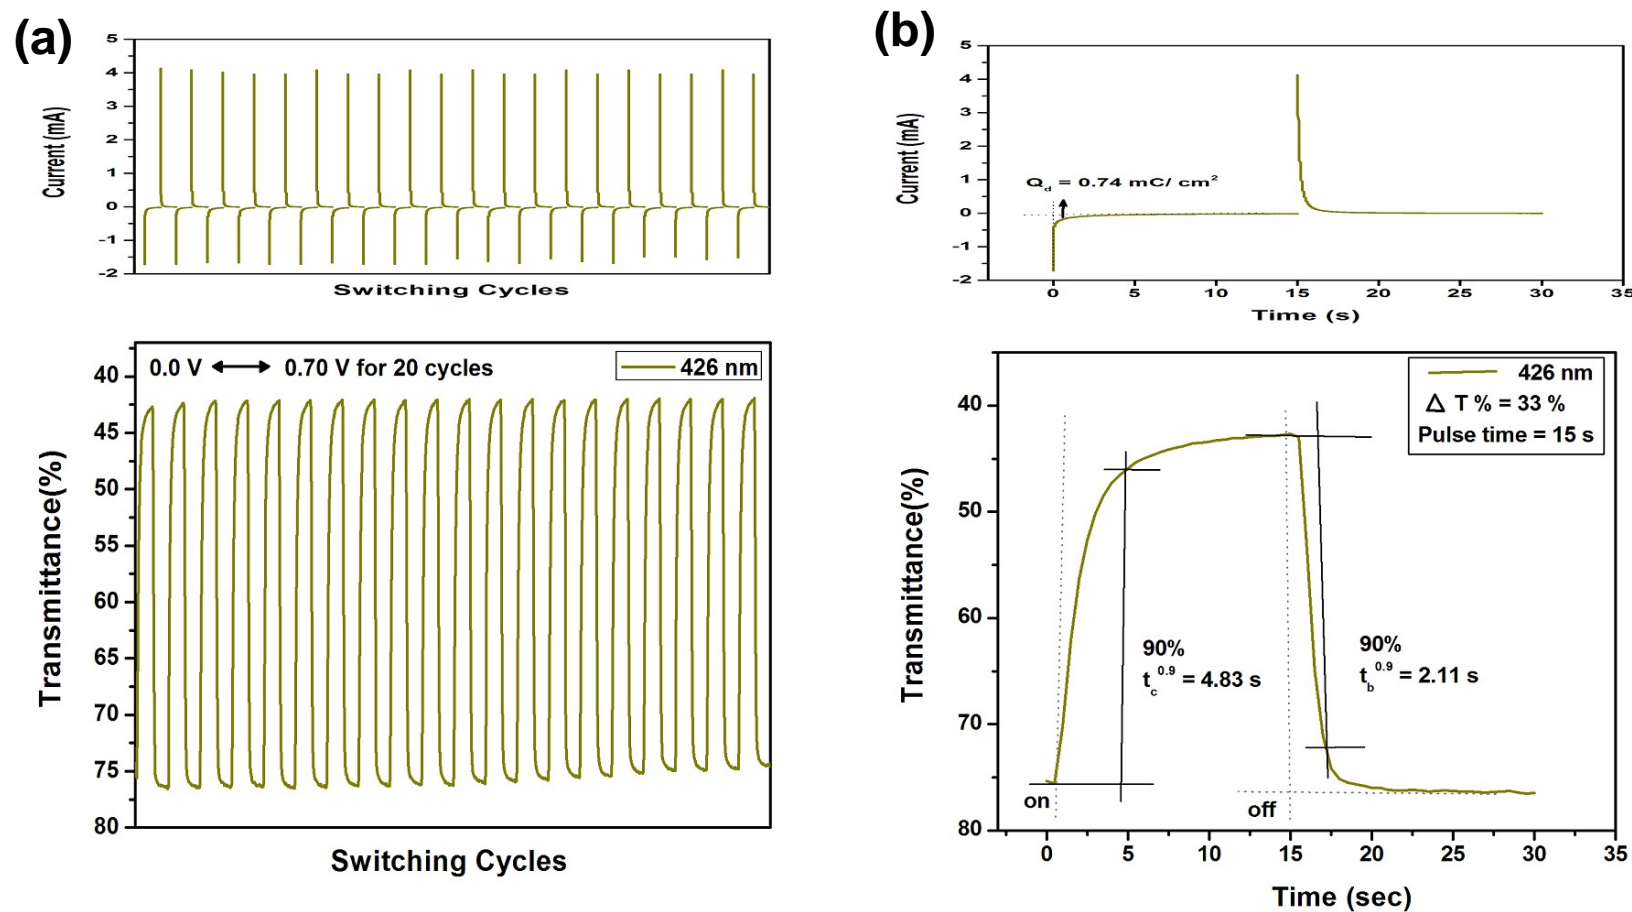 (a)
5
4
3
2
1
0
-1
-2
Current (mA)
Switching Cycles
0.0 V ↔ 0.70 V for 20 cycles
426 nm
40
45
50
55
60
65
70
75
80
Transmittance(%)
Switching Cycles
(b)
5
4
3
2
1
0
-1
-2
Current (mA)
Qd = 0.74 mC/ cm²
0 5 10 15 20 25 30 35
Time (s)
426 nm
△ T % = 33 %
Pulse time = 15 s
40
50
60
70
80
Transmittance(%)
90%
tc^0.9 = 4.83 s
90%
tb^0.9 = 2.11 s
on
off
0 5 10 15 20 25 30 35
Time (sec)